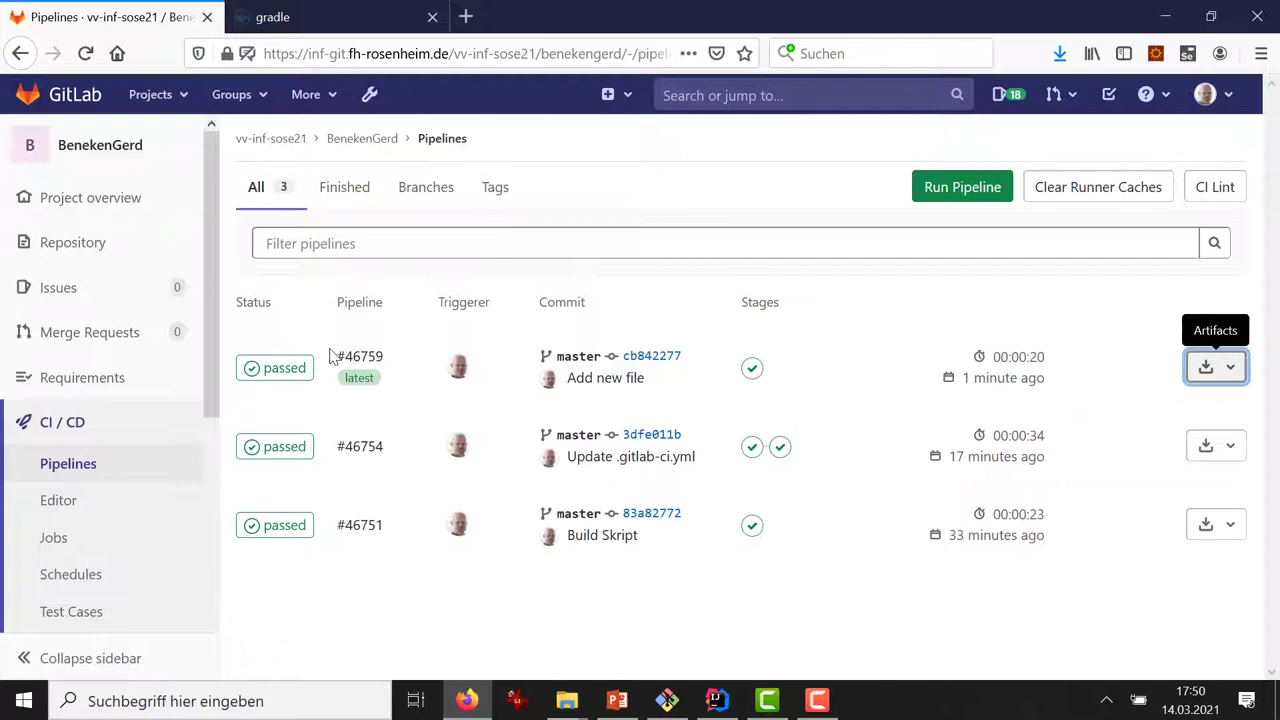 Pipelines · vv-inf-sose21 / Bene
gradle
https://inf-git.fh-rosenheim.de/vv-inf-sose21/benekengerd/-/pipeli
Suchen
GitLab
Projects
Groups
More
Search or jump to...
18
B
BenekenGerd
Project overview
Repository
Issues
0
Merge Requests
0
Requirements
CI / CD
Pipelines
Editor
Jobs
Schedules
Test Cases
Collapse sidebar
vv-inf-sose21 > BenekenGerd > Pipelines
All 3
Finished
Branches
Tags
Run Pipeline
Clear Runner Caches
CI Lint
Filter pipelines
Status
Pipeline
Triggerer
Commit
Stages
Artifacts
passed
#46759
latest
master
cb842277
Add new file
00:00:20
1 minute ago
passed
#46754
master
3dfe011b
Update .gitlab-ci.yml
00:00:34
17 minutes ago
passed
#46751
master
83a82772
Build Skript
00:00:23
33 minutes ago
Suchbegriff hier eingeben
17:50
14.03.2021